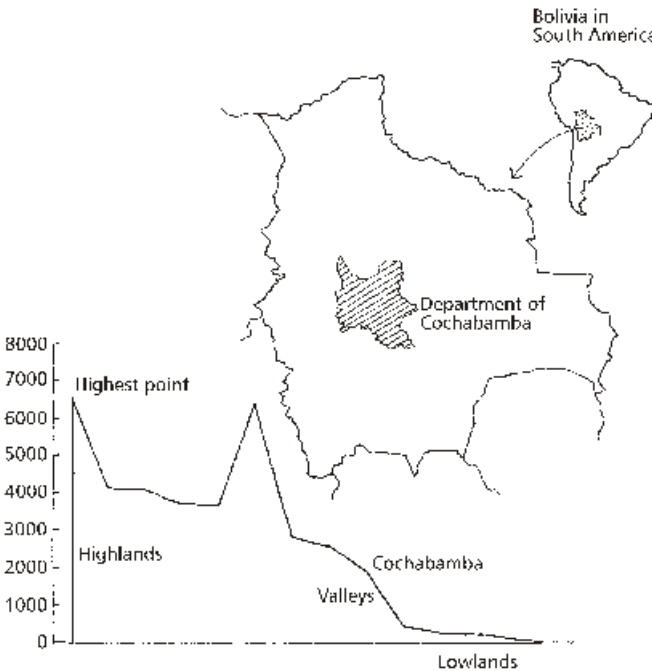 Bolivia in
South America
Department of
Cochabamba
8000
7000
Highest point
6000
5000
4000
3000
Highlands
Cochabamba
2000
Valleys
1000
0
Lowlands